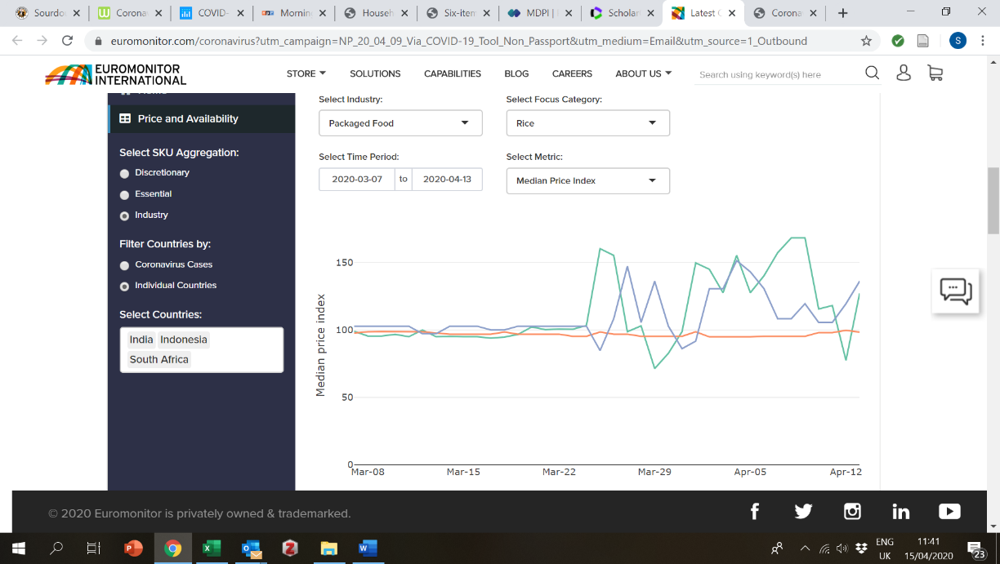 Sourdo
Corona
COVID-
Mornin
Househ
Six-iten
MDPI |
Scholar
Latest C
Corona
euromonitor.com/coronavirus?utm_campaign=NP_20_04_09_Via_COVID-19_Tool_Non_Passport&utm_medium=Email&utm_source=1_Outbound
S
EUROMONITOR
INTERNATIONAL
STORE
SOLUTIONS
CAPABILITIES
BLOG
CAREERS
ABOUT US
Search using keyword(s) here
Price and Availability
Select SKU Aggregation:
Discretionary
Essential
Industry
Filter Countries by:
Coronavirus Cases
Individual Countries
Select Countries:
India Indonesia
South Africa
Select Industry:
Select Focus Category:
Packaged Food
Rice
Select Time Period:
Select Metric:
2020-03-07 to 2020-04-13
Median Price Index
Median price index
150
100
50
0
Mar-08 Mar-15 Mar-22 Mar-29 Apr-05 Apr-12
© 2020 Euromonitor is privately owned & trademarked.
ENG
UK
11:41
15/04/2020
23